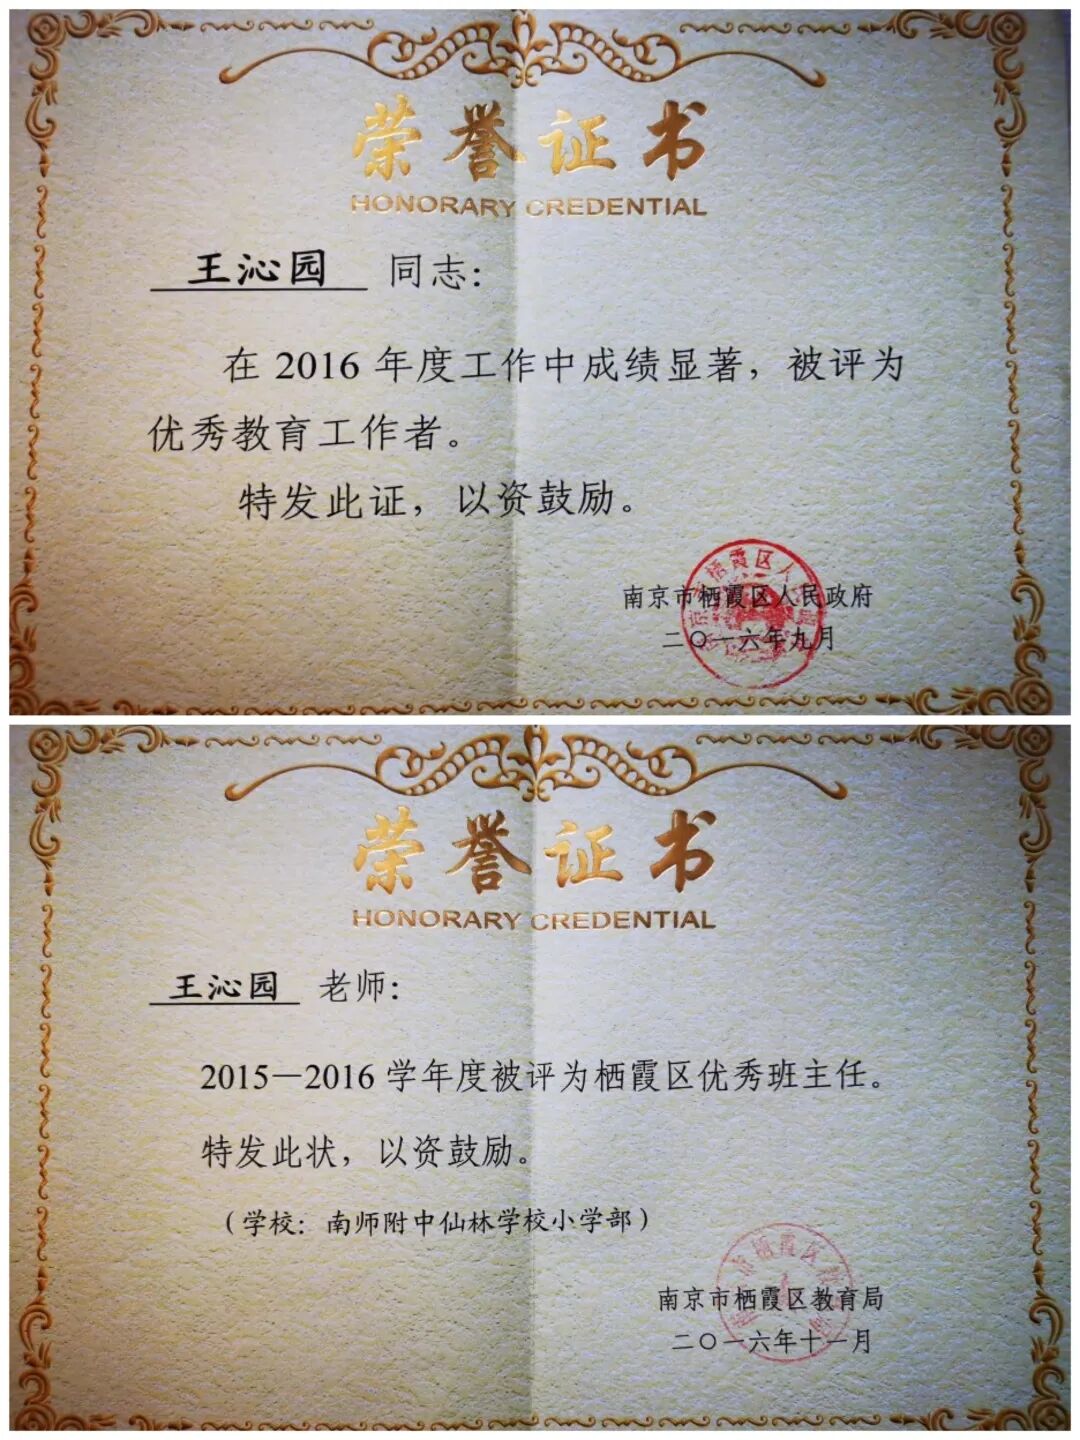 荣誉证书
HONORARY CREDENTIAL
王沁园 同志：
在 2016 年度工作中成绩显著，被评为
优秀教育工作者。
特发此证，以资鼓励。
南京市栖霞区人民政府
二〇一六年九月
荣誉证书
HONORARY CREDENTIAL
王沁园 老师：
2015—2016 学年度被评为栖霞区优秀班主任。
特发此状，以资鼓励。
（学校：南师附中仙林学校小学部）
南京市栖霞区教育局
二〇一六年十一月